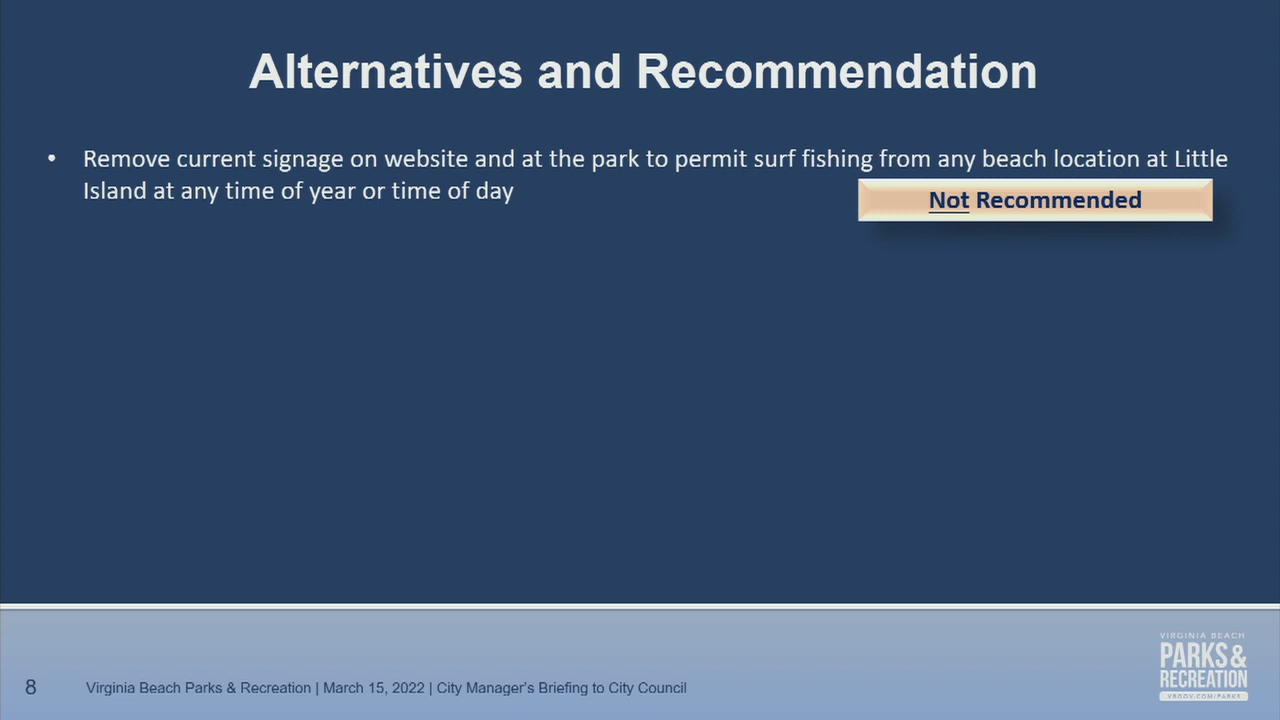 Alternatives and Recommendation
• Remove current signage on website and at the park to permit surf fishing from any beach location at Little
Island at any time of year or time of day
Not Recommended
VIRGINIA BEACH
PARKS &
RECREATION
VBGOV.COM/PARKS
8 Virginia Beach Parks & Recreation | March 15, 2022 | City Manager's Briefing to City Council